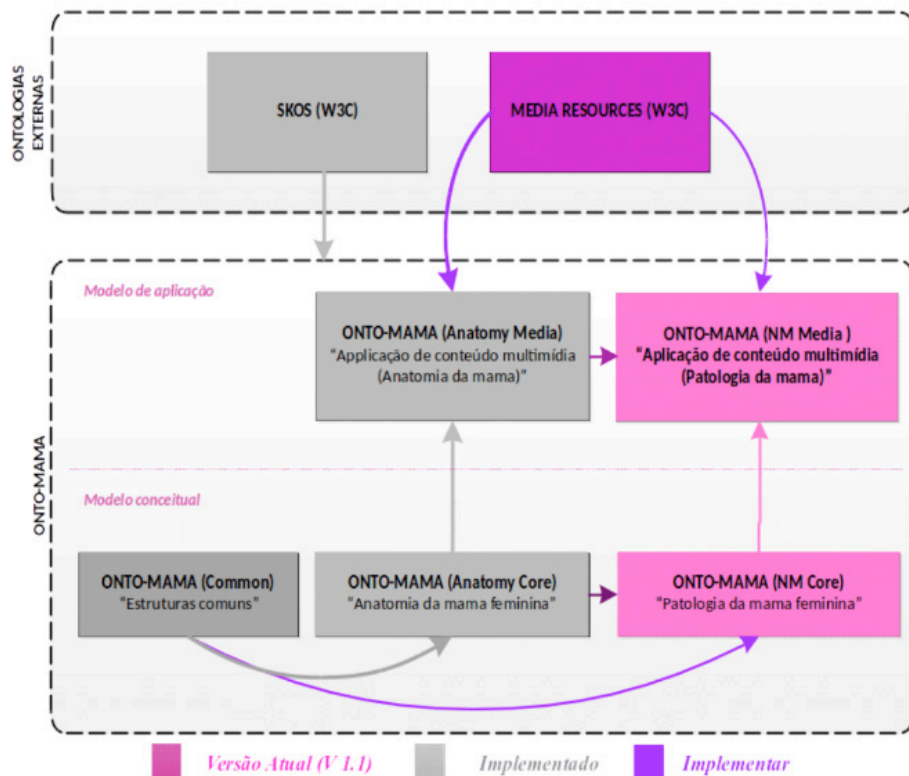 ONTOLOGIAS
EXTERNAS
SKOS (W3C)
MEDIA RESOURCES (W3C)
ONTO-MAMA
Modelo de aplicação
ONTO-MAMA (Anatomy Media)
“Applicação de conteúdo multimídia
(Anatomia da mama)”
ONTO-MAMA (NM Media )
“Aplicação de conteúdo multimídia
(Patologia da mama)”
Modelo conceitual
ONTO-MAMA (Common)
“Estruturas comuns”
ONTO-MAMA (Anatomy Core)
“Anatomia da mama feminina”
ONTO-MAMA (NM Core)
“Patologia da mama feminina”
Versão Atual (V 1.1)
Implementado
Implementar